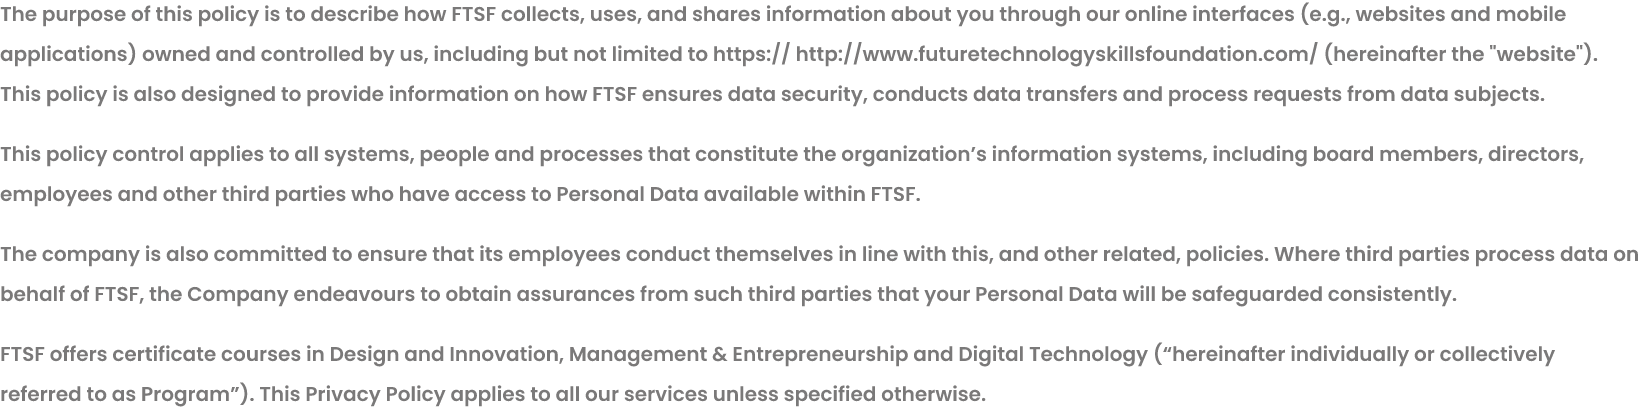 The purpose of this policy is to describe how FTSF collects, uses, and shares information about you through our online interfaces (e.g., websites and mobile
applications) owned and controlled by us, including but not limited to https:// http://www.futuretechnologyskillsfoundation.com/ (hereinafter the "website").
This policy is also designed to provide information on how FTSF ensures data security, conducts data transfers and process requests from data subjects.
This policy control applies to all systems, people and processes that constitute the organization’s information systems, including board members, directors,
employees and other third parties who have access to Personal Data available within FTSF.
The company is also committed to ensure that its employees conduct themselves in line with this, and other related, policies. Where third parties process data on
behalf of FTSF, the Company endeavours to obtain assurances from such third parties that your Personal Data will be safeguarded consistently.
FTSF offers certificate courses in Design and Innovation, Management & Entrepreneurship and Digital Technology (“hereinafter individually or collectively
referred to as Program”). This Privacy Policy applies to all our services unless specified otherwise.